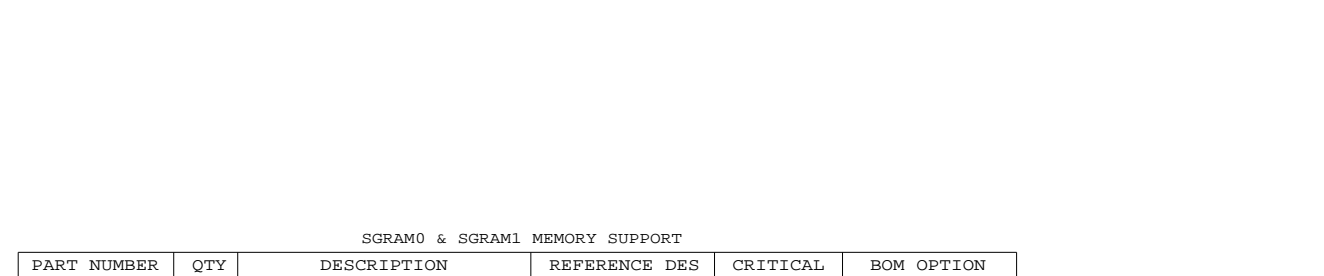 SGRAM0 & SGRAM1 MEMORY SUPPORT
PART NUMBER QTY DESCRIPTION REFERENCE DES CRITICAL BOM OPTION